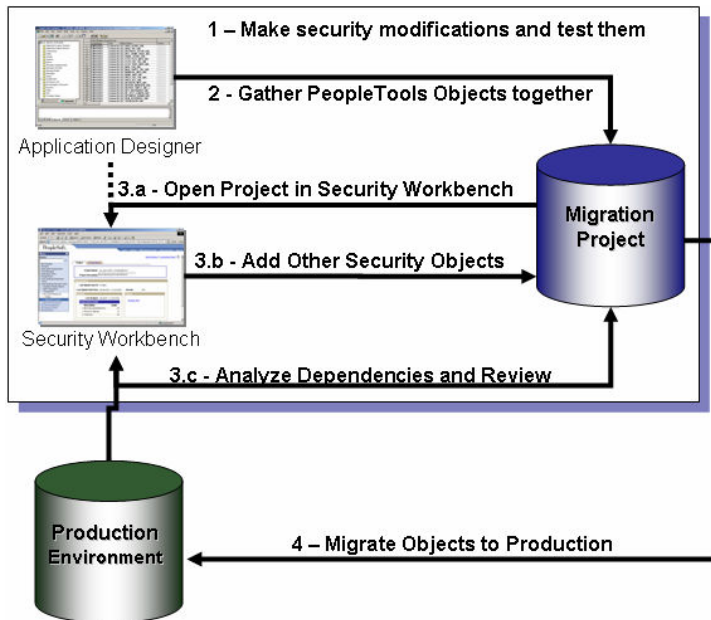 1 – Make security modifications and test them
2 - Gather PeopleTools Objects together
Application Designer
3.a - Open Project in Security Workbench
Migration
Project
3.b - Add Other Security Objects
Security Workbench
3.c - Analyze Dependencies and Review
Production
Environment
4 – Migrate Objects to Production